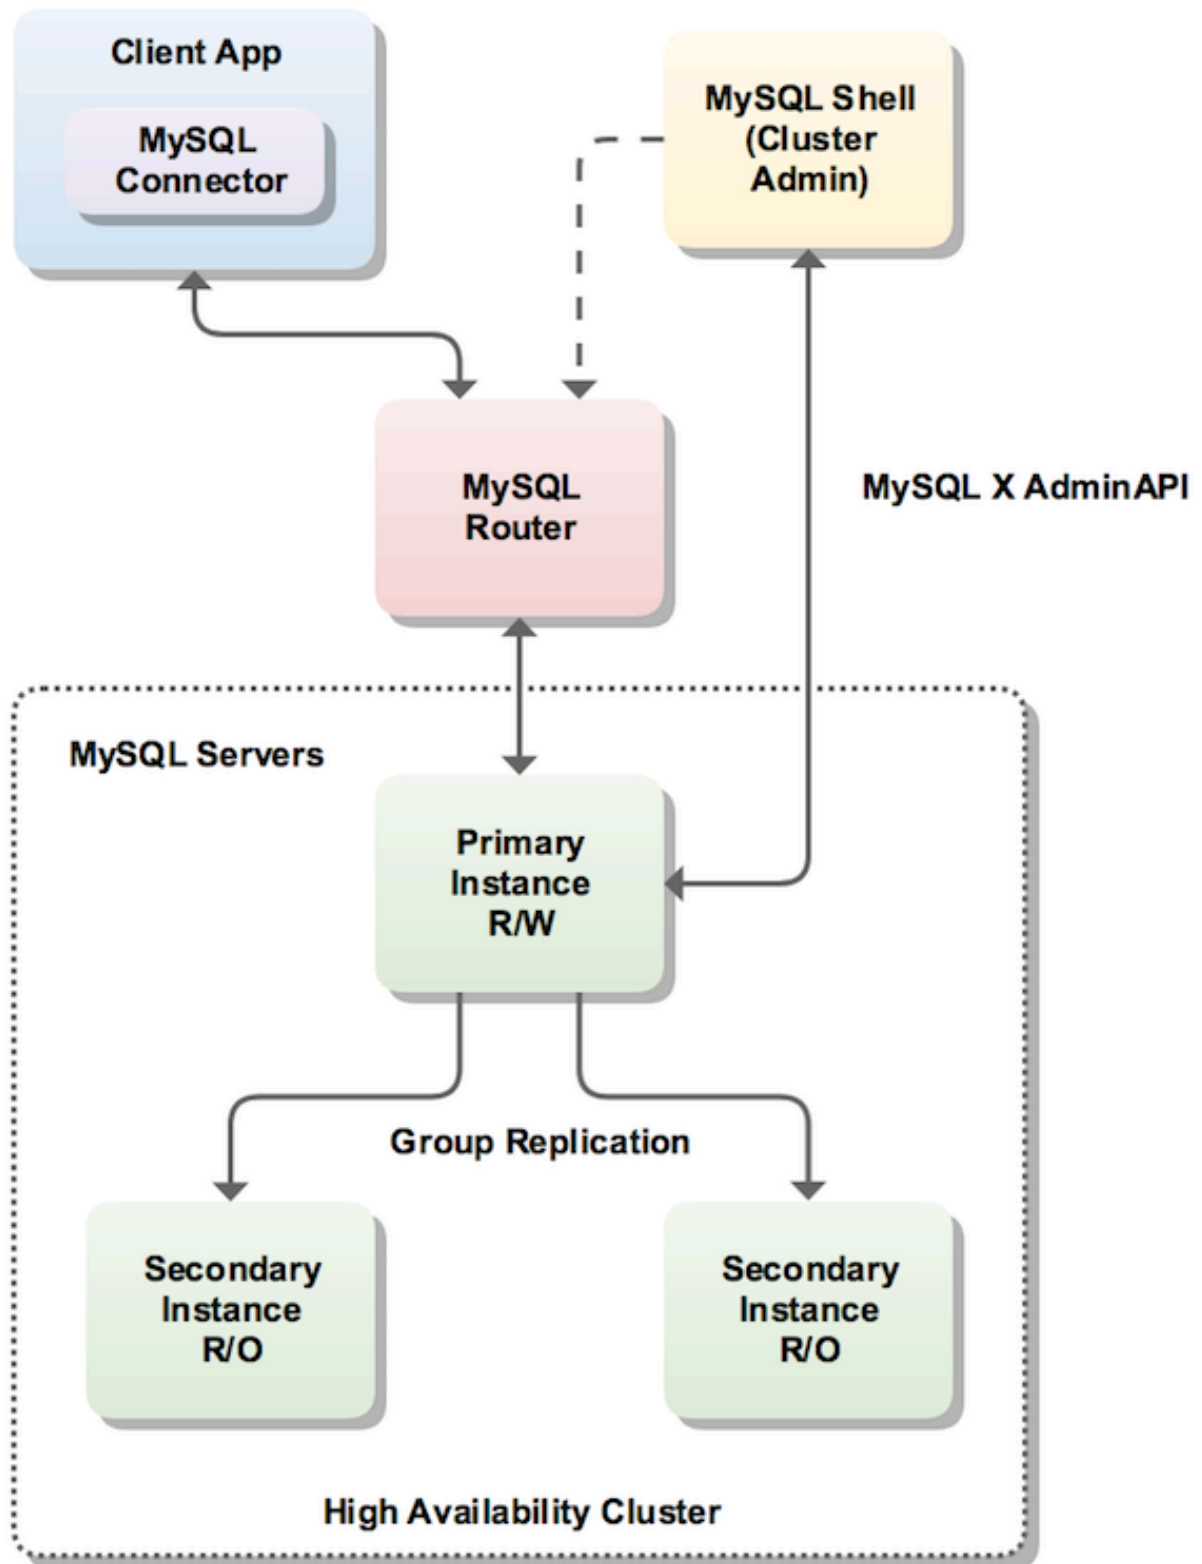 Client App
MySQL
Connector
MySQL Shell
(Cluster
Admin)
MySQL
Router
MySQL X AdminAPI
MySQL Servers
Primary
Instance
R/W
Group Replication
Secondary
Instance
R/O
Secondary
Instance
R/O
High Availability Cluster